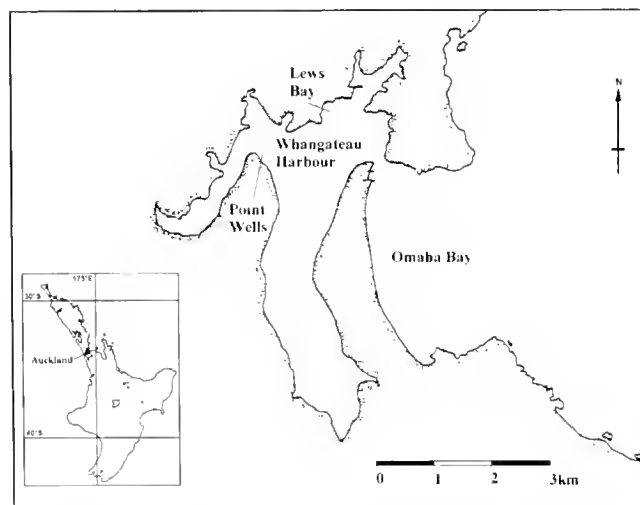 Lews
Bay
N
Whangateau
Harbour
Point
Wells
Omaha Bay
175°E
Auckland
40°S
0 1 2 3km